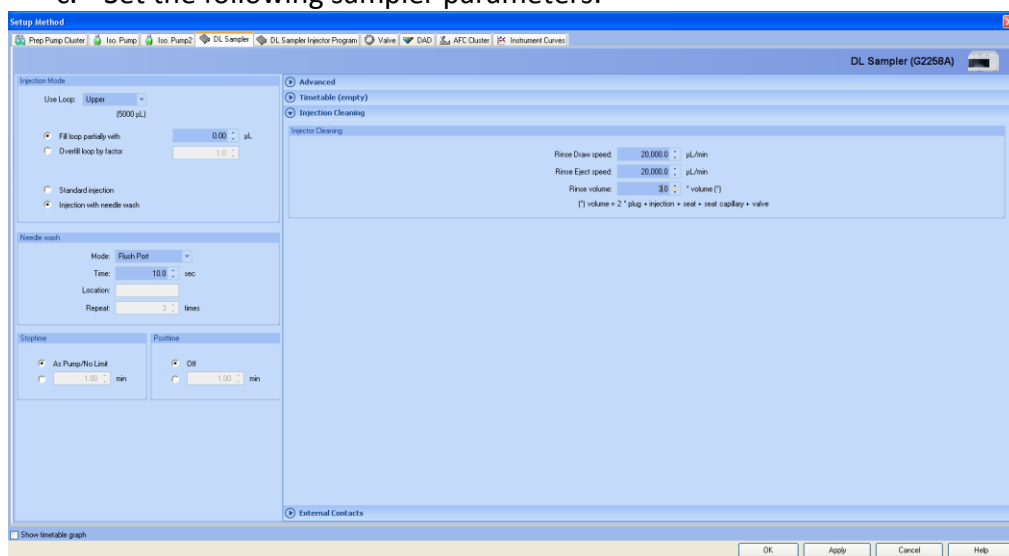 c. Set the following sampler parameters:
Setup Method
Prep Pump Cluster Iso. Pump Iso. Pump2 DL Sampler DL Sampler Injector Program Valve DAD AFC Cluster Instrument Curves
DL Sampler (G2258A)
Injection Mode
Use Loop: Upper
(5000 µL)
Fill loop partially with 0.00 µL
Overfill loop by factor 1.0
Standard injection
Injection with needle wash
Needle wash
Mode: Flush Port
Time: 10.0 sec
Location:
Repeat: 3 times
Stoptime
As Pump/No Limit
1.00 min
Posttime
Off
1.00 min
Advanced
Timetable (empty)
Injection Cleaning
Injector Cleaning
Rinse Draw speed: 20,000.0 µL/min
Rinse Eject speed: 20,000.0 µL/min
Rinse volume: 3.0 * volume (*)
(*) volume = 2 * plug + injection + seat + seat capillary + valve
External Contacts
Show timetable graph
OK Apply Cancel Help